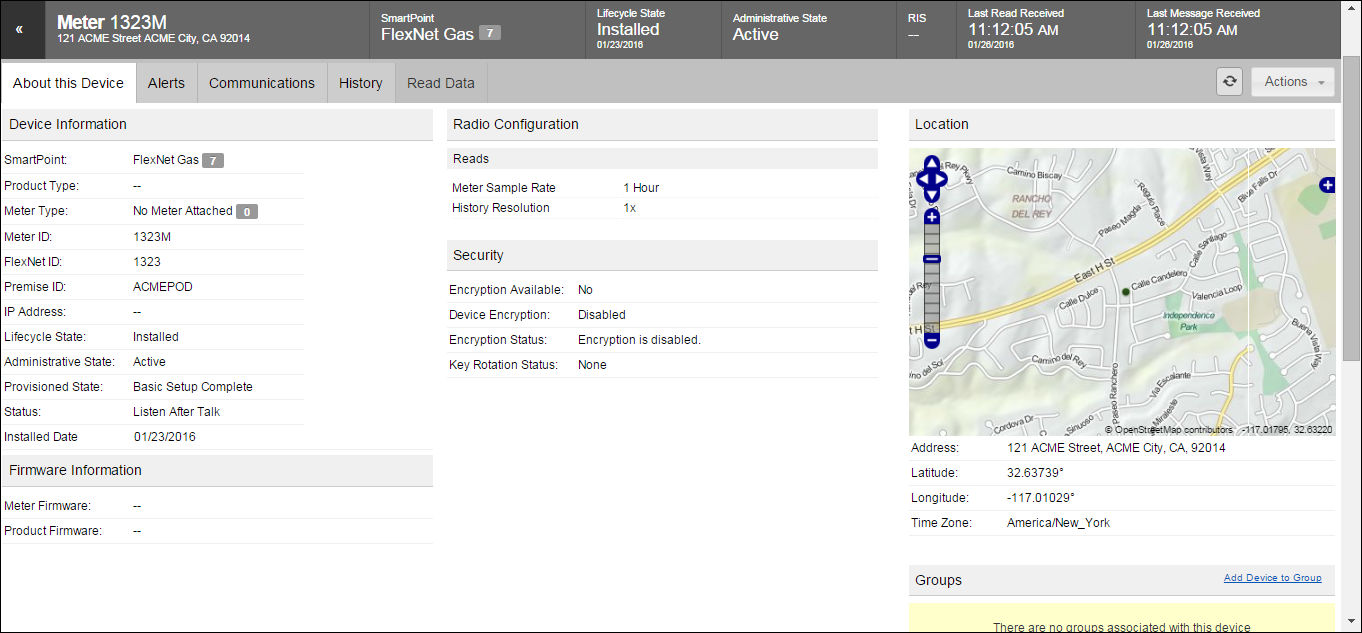 «
Meter 1323M
121 ACME Street ACME City, CA 92014
SmartPoint
FlexNet Gas 7
Lifecycle State
Installed
01/23/2016
Administrative State
Active
RIS
--
Last Read Received
11:12:05 AM
01/26/2016
Last Message Received
11:12:05 AM
01/26/2016
About this Device
Alerts
Communications
History
Read Data
Actions
Device Information
SmartPoint: FlexNet Gas 7
Product Type: --
Meter Type: No Meter Attached 0
Meter ID: 1323M
FlexNet ID: 1323
Premise ID: ACMEPOD
IP Address: --
Lifecycle State: Installed
Administrative State: Active
Provisioned State: Basic Setup Complete
Status: Listen After Talk
Installed Date 01/23/2016
Firmware Information
Meter Firmware: --
Product Firmware: --
Radio Configuration
Reads
Meter Sample Rate 1 Hour
History Resolution 1x
Security
Encryption Available: No
Device Encryption: Disabled
Encryption Status: Encryption is disabled.
Key Rotation Status: None
Location
Rey Pkwy
Camino Biscay
RANCHO
DEL REY
Regulo Place
Paseo Magda
Vista Way
Blue Falls Dr
East H St
Calle Santiago
Calle Candelero
Calle Dulce
Valencia Loop
Independence
Park
Buena Vista Way
H St
Camino del Rey
Paseo Ranchero
Via Escalante
Miraleste
Cordova Dr
Sinuoso
© OpenStreetMap contributors -117.01795, 32.63220
Address: 121 ACME Street, ACME City, CA, 92014
Latitude: 32.63739°
Longitude: -117.01029°
Time Zone: America/New_York
Groups
Add Device to Group
There are no groups associated with this device